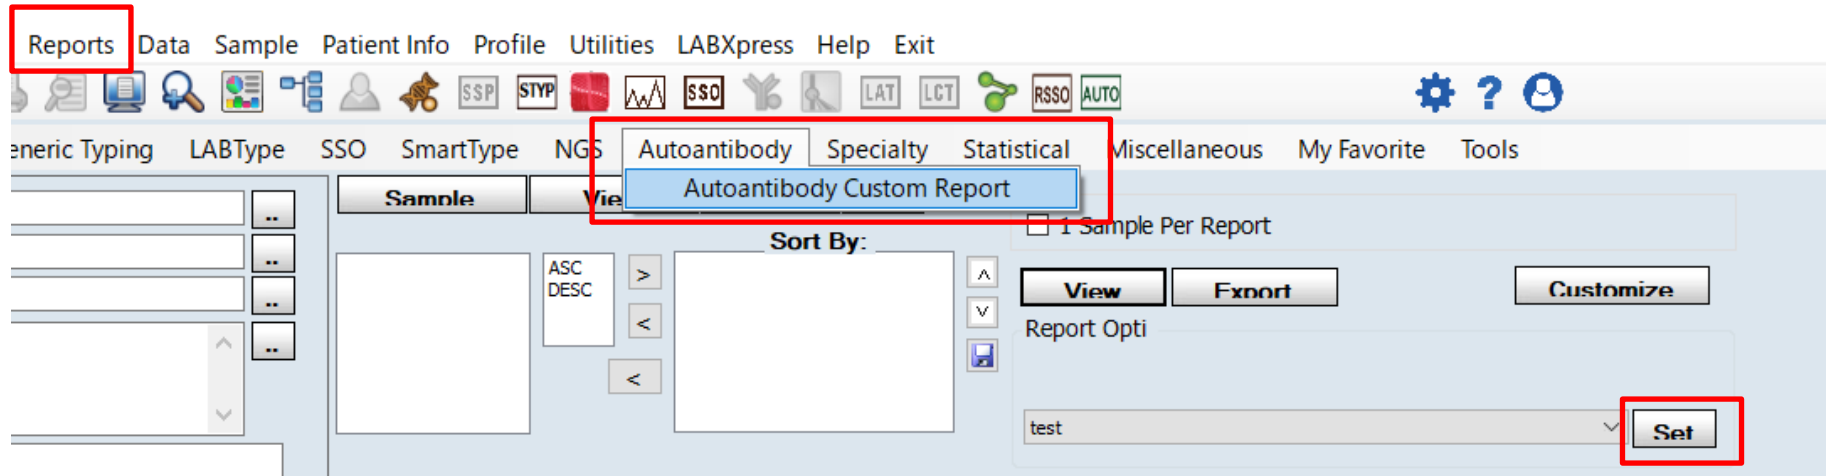 Reports Data Sample Patient Info Profile Utilities LABXpress Help Exit
SSP STYP SSO LAT LCT RSSO AUTO ?
eneric Typing LABType SSO SmartType NGS Autoantibody Specialty Statistical Miscellaneous My Favorite Tools
Autoantibody Custom Report
Sample Vie
.. 1 Sample Per Report
Sort By:
.. ASC >
DESC
View Export Customize
..
< Report Opti
..
<
test Set